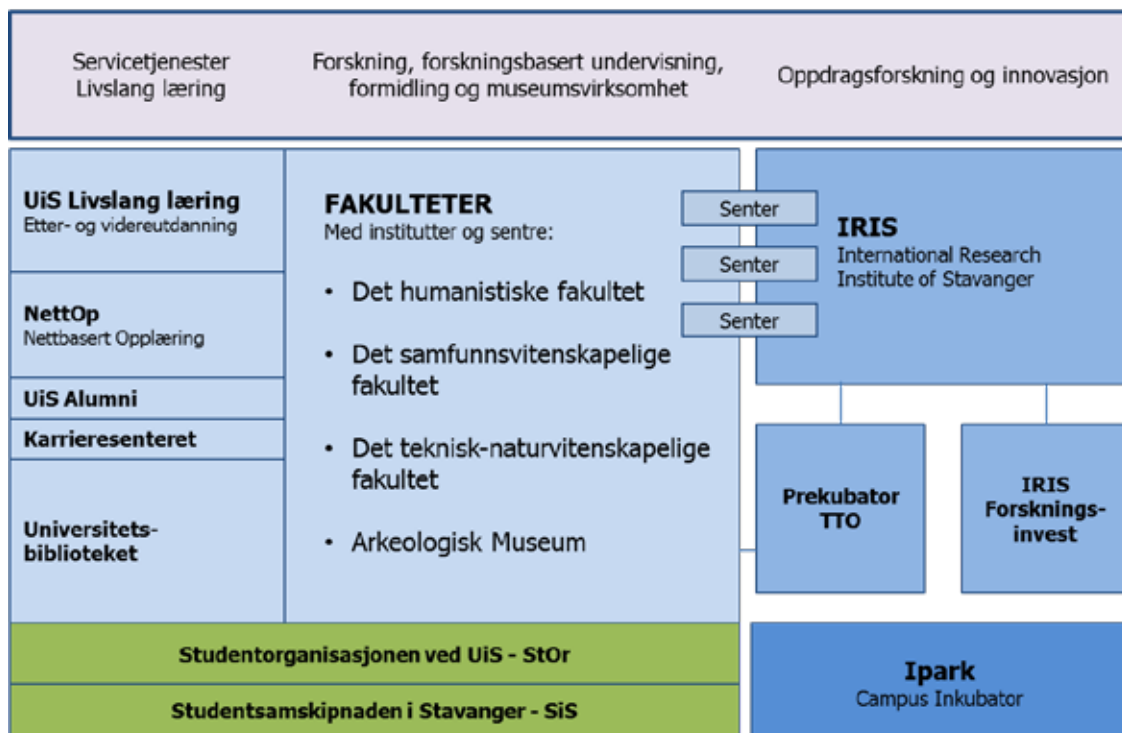 Servicetjenester
Livslang læring
Forskning, forskningsbasert undervisning,
formidling og museumsvirksomhet
Oppdragsforskning og innovasjon
UiS Livslang læring
Etter- og videreutdanning
NettOp
Nettbasert Opplæring
UiS Alumni
Karrieresenteret
Universitets-
biblioteket
FAKULTETER
Med institutter og sentre:
• Det humanistiske fakultet
• Det samfunnsvitenskapelige
fakultet
• Det teknisk-naturvitenskapelige
fakultet
• Arkeologisk Museum
Senter
Senter
Senter
IRIS
International Research
Institute of Stavanger
Prekubator
TTO
IRIS
Forsknings-
invest
Studentorganisasjonen ved UiS - StOr
Studentsamskipnaden i Stavanger - SiS
Ipark
Campus Inkubator